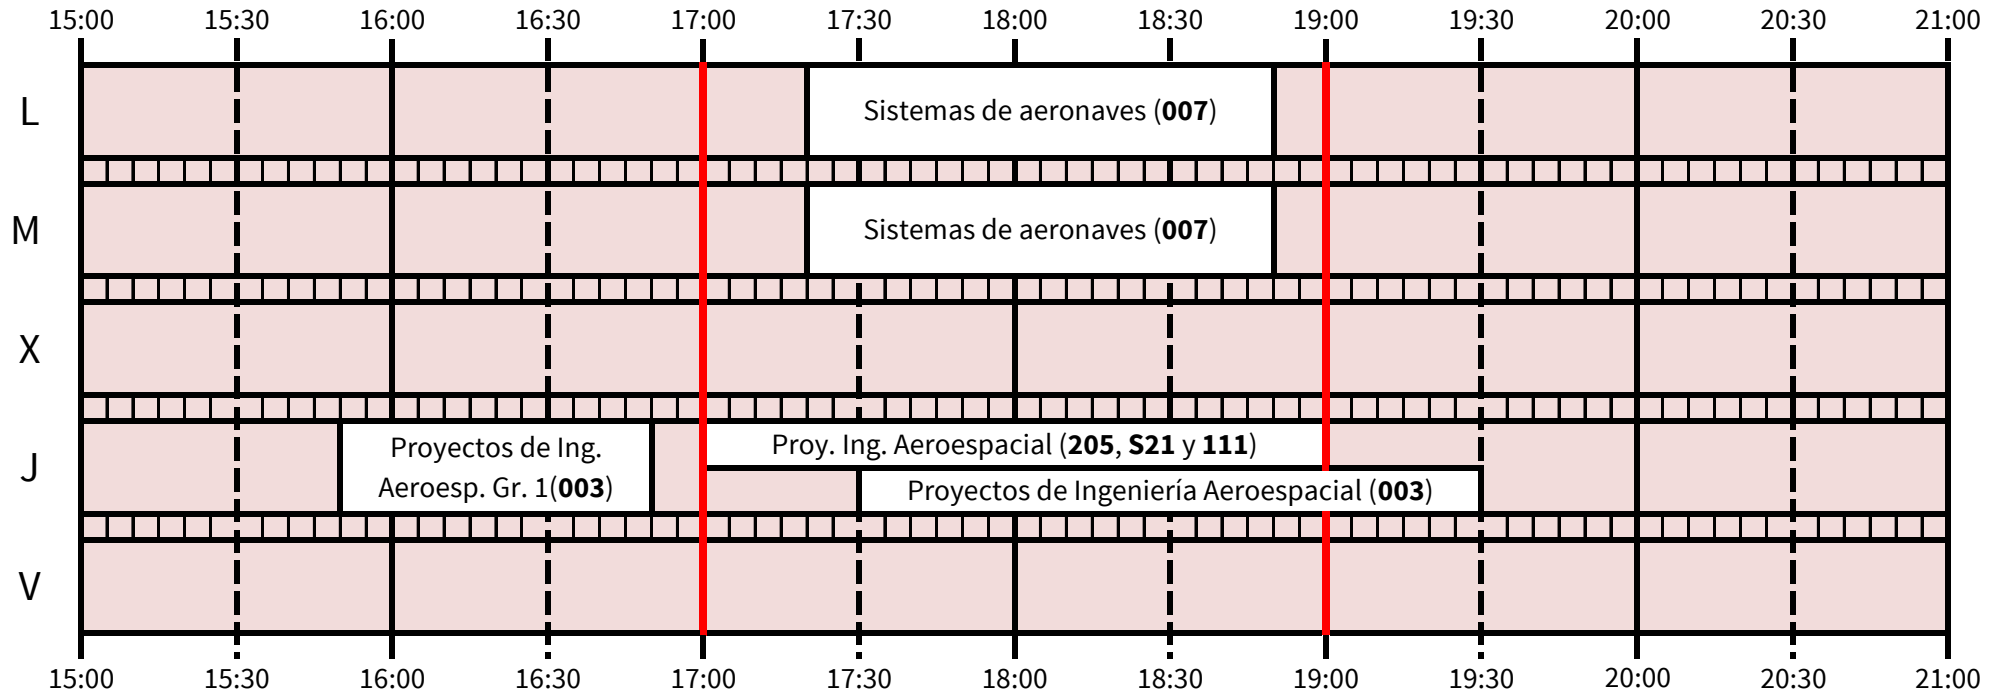 15:00 15:30 16:00 16:30 17:00 17:30 18:00 18:30 19:00 19:30 20:00 20:30 21:00
L
Sistemas de aeronaves (007)
M
Sistemas de aeronaves (007)
X
J
Proyectos de Ing.
Aeroesp. Gr. 1(003)
Proy. Ing. Aeroespacial (205, S21 y 111)
Proyectos de Ingeniería Aeroespacial (003)
V
15:00 15:30 16:00 16:30 17:00 17:30 18:00 18:30 19:00 19:30 20:00 20:30 21:00